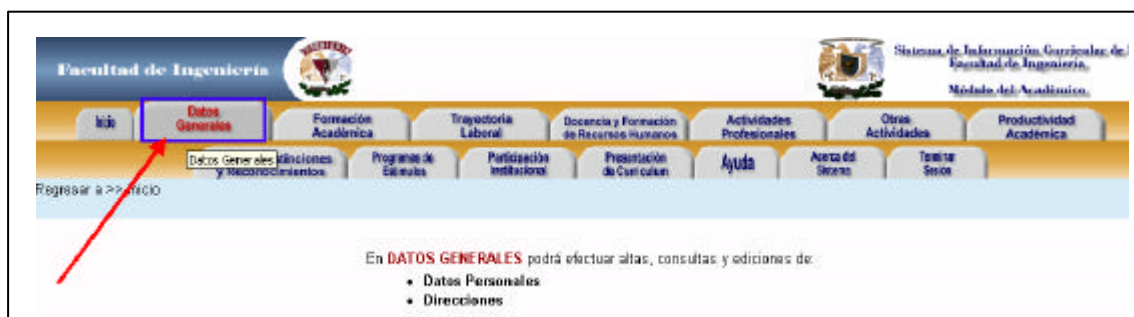 Facultad de Ingeniería
Sistema de Información Curricular de
Facultad de Ingeniería,
Módulo del Académico.
Inicio
Datos Generales
Formación Académica
Trayectoria Laboral
Docencia y Formación de Recursos Humanos
Actividades Profesionales
Otras Actividades
Productividad Académica
Datos Generales
tinciones y Reconocimientos
Programas de Estímulos
Participación Institucional
Presentación de Curriculum
Ayuda
Acerca del Sistema
Terminar Sesión
Regresar a >> Inicio
En DATOS GENERALES podrá efectuar altas, consultas y ediciones de:
• Datos Personales
• Direcciones